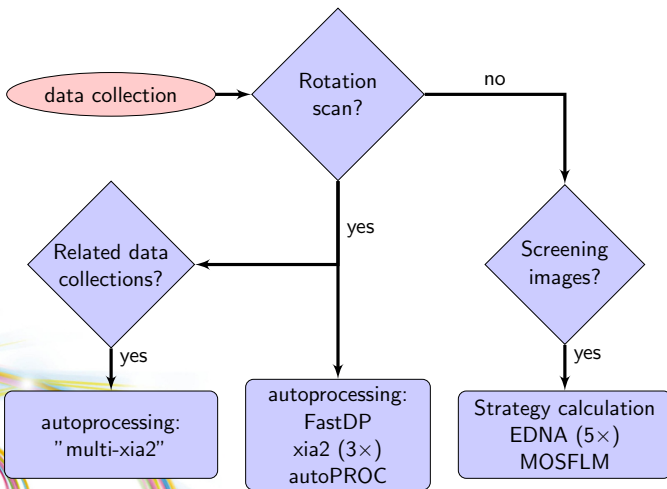 data collection
Rotation
scan?
no
yes
Related data
collections?
Screening
images?
yes
yes
autoprocessing:
"multi-xia2"
autoprocessing:
FastDP
xia2 (3×)
autoPROC
Strategy calculation
EDNA (5×)
MOSFLM